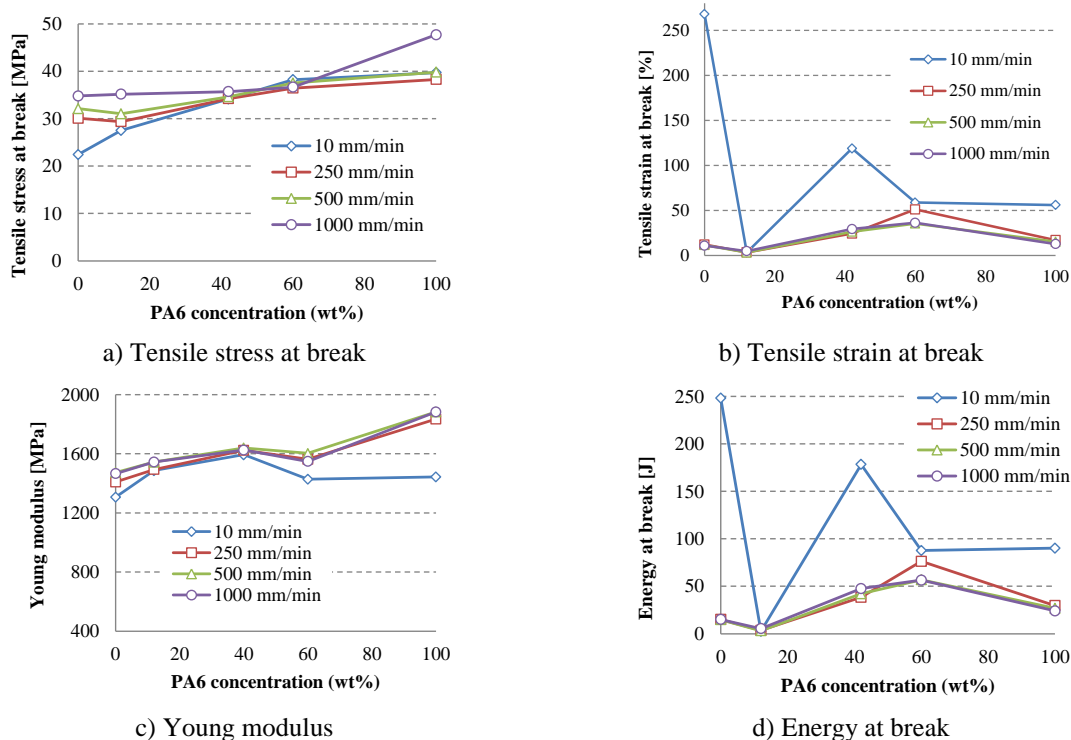 50
40
30
20
10
0
0 20 40 60 80 100
Tensile stress at break [MPa]
PA6 concentration (wt%)
10 mm/min
250 mm/min
500 mm/min
1000 mm/min
a) Tensile stress at break
250
200
150
100
50
0
0 20 40 60 80 100
Tensile strain at break [%]
PA6 concentration (wt%)
10 mm/min
250 mm/min
500 mm/min
1000 mm/min
b) Tensile strain at break
2000
1600
1200
800
400
0 20 40 60 80 100
Young modulus [MPa]
PA6 concentration (wt%)
10 mm/min
250 mm/min
500 mm/min
1000 mm/min
c) Young modulus
250
200
150
100
50
0
0 20 40 60 80 100
Energy at break [J]
PA6 concentration (wt%)
10 mm/min
250 mm/min
500 mm/min
1000 mm/min
d) Energy at break